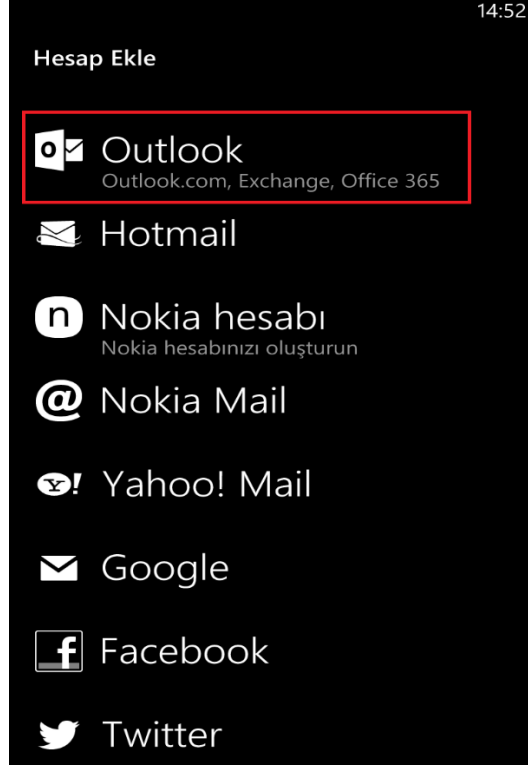 14:52
Hesap Ekle
Outlook
Outlook.com, Exchange, Office 365
Hotmail
Nokia hesabı
Nokia hesabınızı oluşturun
Nokia Mail
Yahoo! Mail
Google
Facebook
Twitter